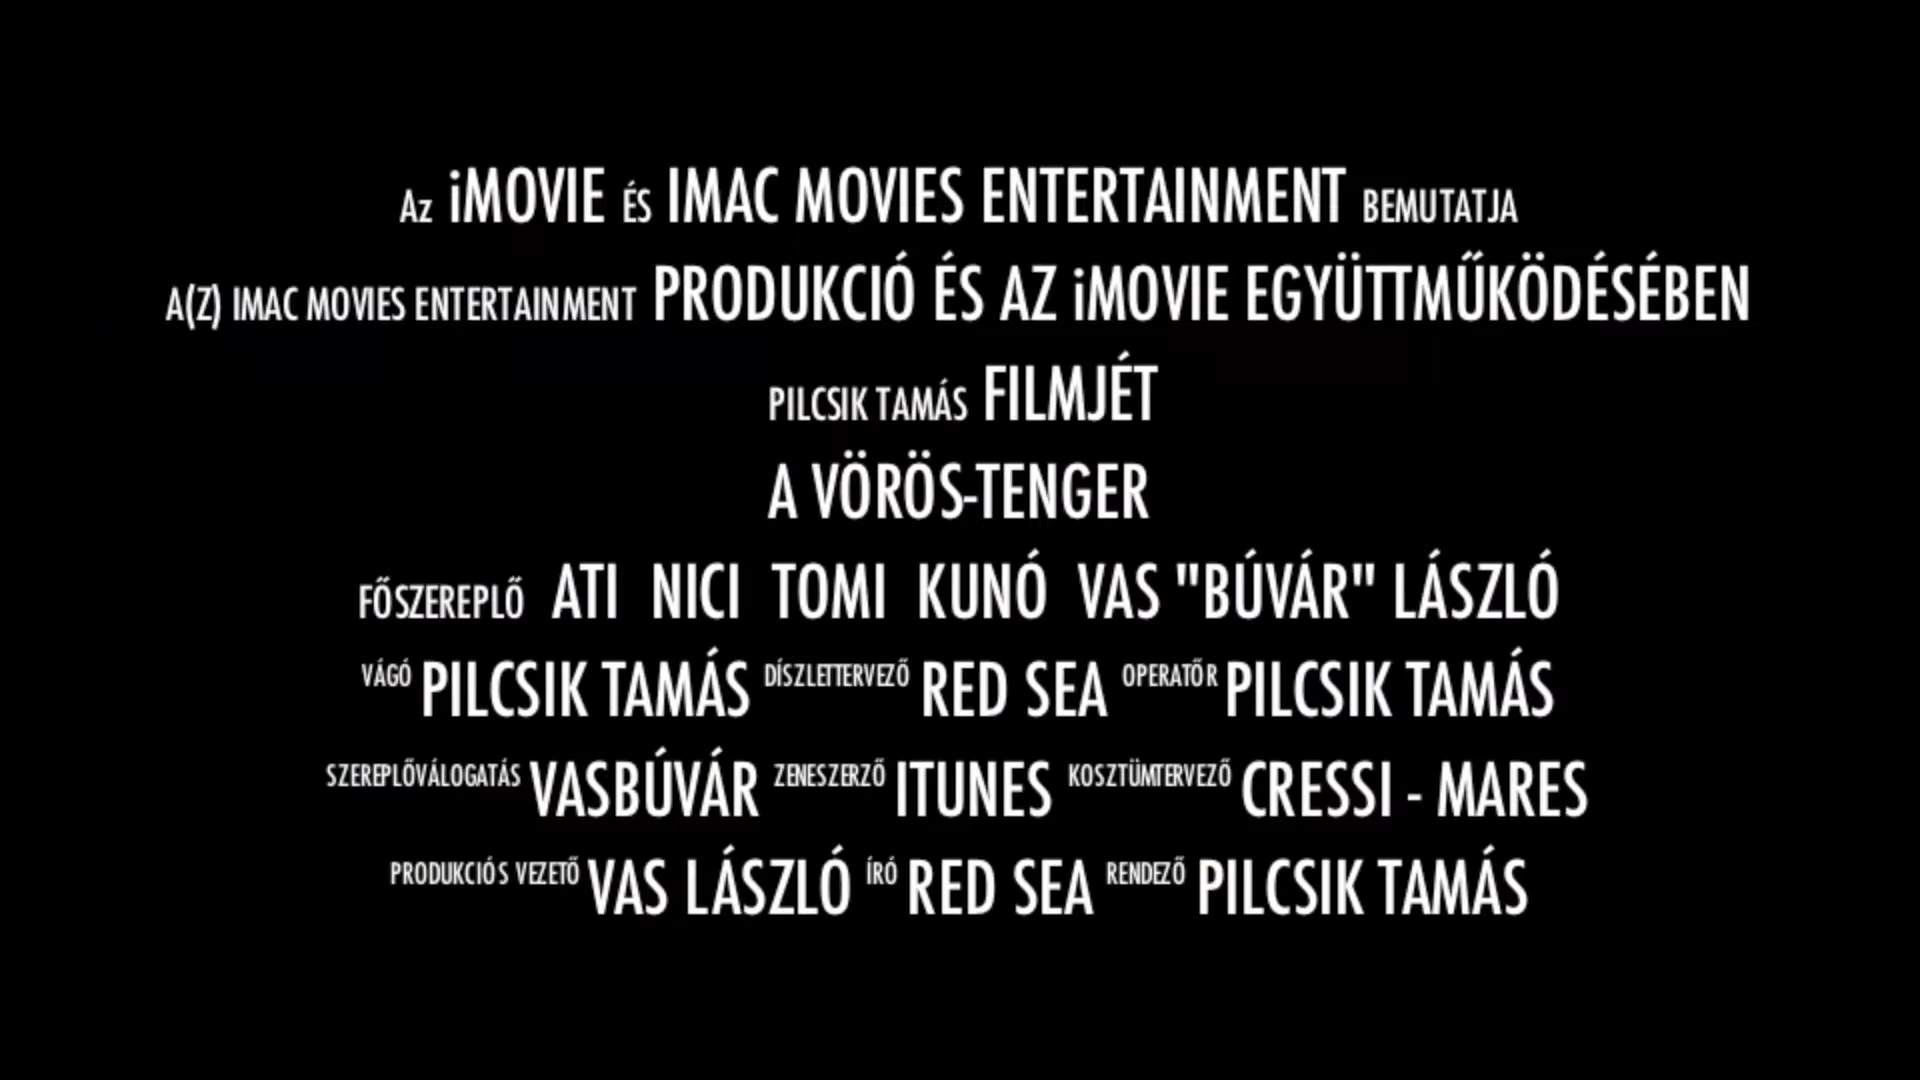 Az iMOVIE ÉS IMAC MOVIES ENTERTAINMENT BEMUTATJA
A(Z) IMAC MOVIES ENTERTAINMENT PRODUKCIÓ ÉS AZ iMOVIE EGYÜTTMŰKÖDÉSÉBEN
PILCSIK TAMÁS FILMJÉT
A VÖRÖS-TENGER
FŐSZEREPLŐ ATI NICI TOMI KUNÓ VAS "BÚVÁR" LÁSZLÓ
VÁGÓ PILCSIK TAMÁS DÍSZLETTERVEZŐ RED SEA OPERATŐR PILCSIK TAMÁS
SZEREPLŐVÁLOGATÁS VASBÚVÁR ZENESZERZŐ ITUNES KOSZTÜMTERVEZŐ CRESSI - MARES
PRODUKCIÓS VEZETŐ VAS LÁSZLÓ ÍRÓ RED SEA RENDEZŐ PILCSIK TAMÁS